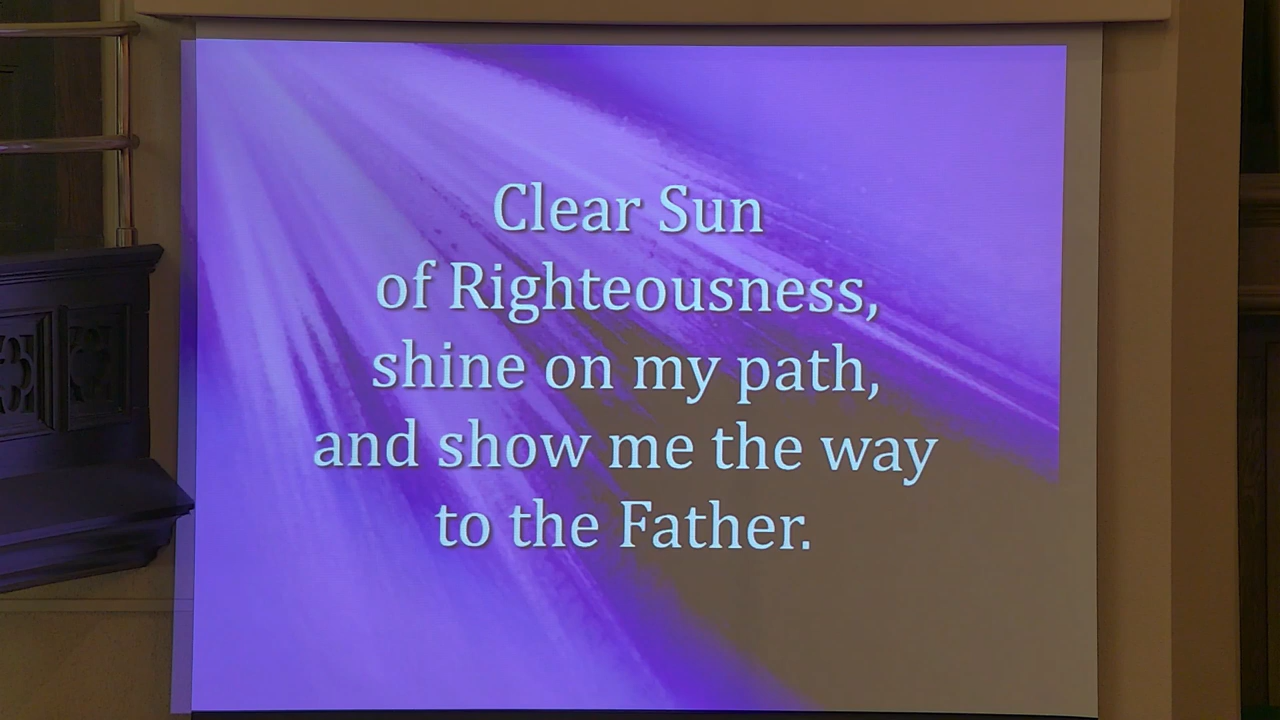 Clear Sun
of Righteousness,
shine on my path,
and show me the way
to the Father.